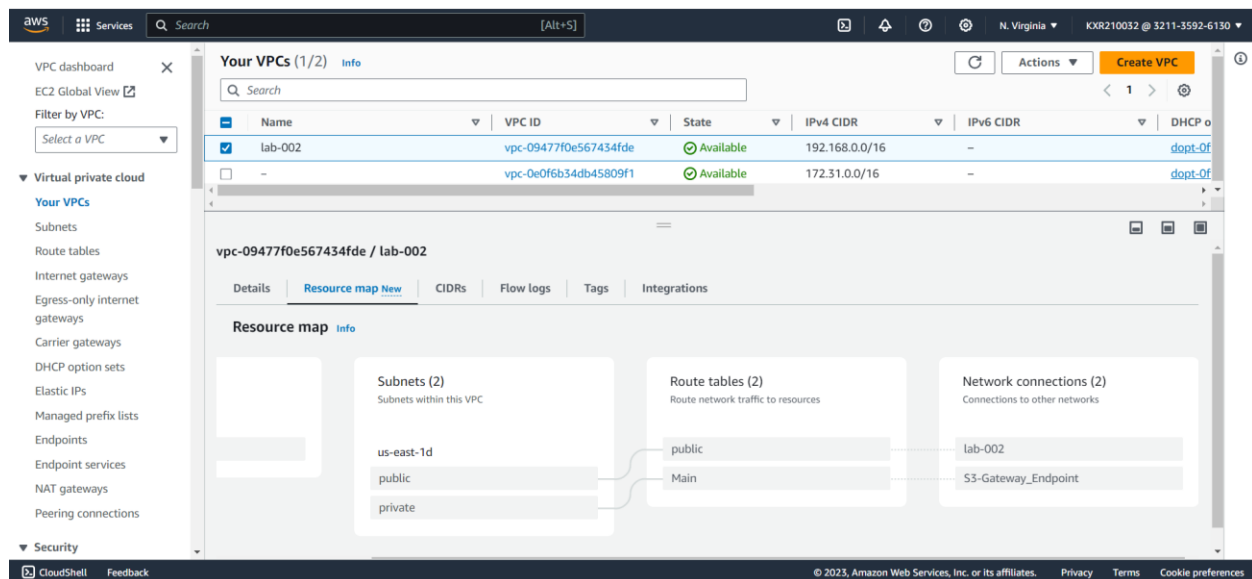 aws Services Search [Alt+S] N. Virginia KXR210032 @ 3211-3592-6130
VPC dashboard
EC2 Global View
Filter by VPC:
Select a VPC
Virtual private cloud
Your VPCs
Subnets
Route tables
Internet gateways
Egress-only internet
gateways
Carrier gateways
DHCP option sets
Elastic IPs
Managed prefix lists
Endpoints
Endpoint services
NAT gateways
Peering connections
Security
Your VPCs (1/2) Info Actions Create VPC
Search 1
Name VPC ID State IPv4 CIDR IPv6 CIDR DHCP o
lab-002 vpc-09477f0e567434fde Available 192.168.0.0/16 – dopt-0f
– vpc-0e0f6b34db45809f1 Available 172.31.0.0/16 – dopt-0f
vpc-09477f0e567434fde / lab-002
Details Resource map New CIDRs Flow logs Tags Integrations
Resource map Info
Subnets (2)
Subnets within this VPC
us-east-1d
public
private
Route tables (2)
Route network traffic to resources
public
Main
Network connections (2)
Connections to other networks
lab-002
S3-Gateway_Endpoint
CloudShell Feedback © 2023, Amazon Web Services, Inc. or its affiliates. Privacy Terms Cookie preferences